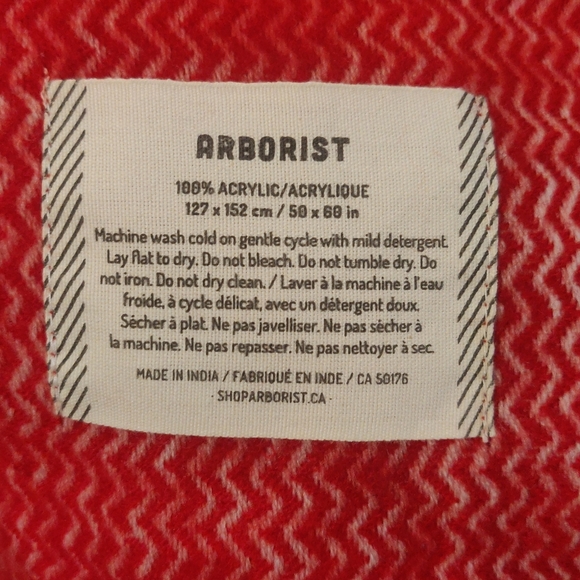 ARBORIST
100% ACRYLIC/ACRYLIQUE
127 x 152 cm / 50 x 60 in
Machine wash cold on gentle cycle with mild detergent.
Lay flat to dry. Do not bleach. Do not tumble dry. Do
not iron. Do not dry clean. / Laver à la machine à l'eau
froide, à cycle délicat, avec un détergent doux.
Sécher à plat. Ne pas javelliser. Ne pas sécher à
la machine. Ne pas repasser. Ne pas nettoyer à sec.
MADE IN INDIA / FABRIQUÉ EN INDE / CA 50176
· SHOPARBORIST.CA ·